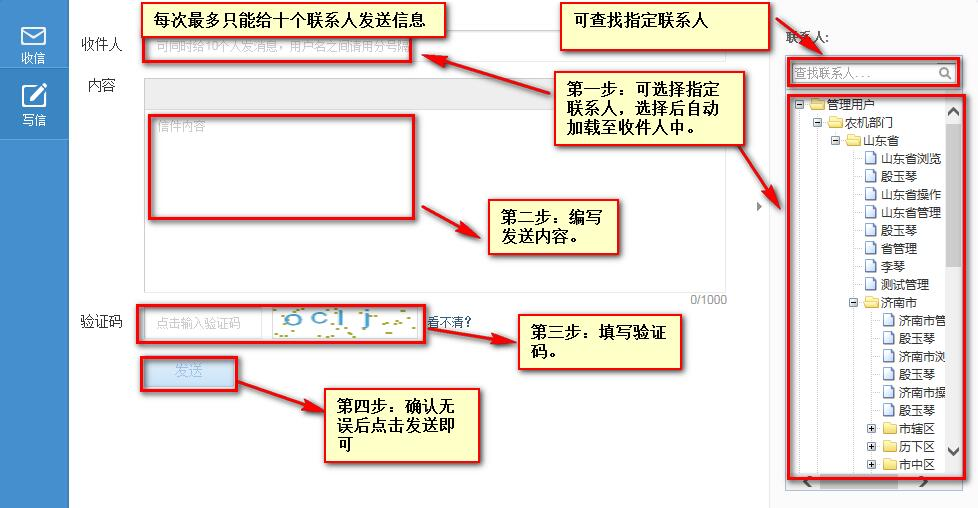 收信
写信
每次最多只能给十个联系人发送信息
可查找指定联系人
收件人
可同时给10个人发消息，用户名之间请用分号隔
联系人:
查找联系人...
内容
信件内容
第一步：可选择指定
联系人，选择后自动
加载至收件人中。
第二步：编写
发送内容。
0/1000
验证码
点击输入验证码
oclj
看不清?
第三步：填写验证
码。
发送
第四步：确认无
误后点击发送即
可
管理用户
农机部门
山东省
山东省浏览
殷玉琴
山东省操作
山东省管理
殷玉琴
省管理
李琴
测试管理
济南市
济南市管
殷玉琴
济南市浏
殷玉琴
济南市操
殷玉琴
市辖区
历下区
市中区